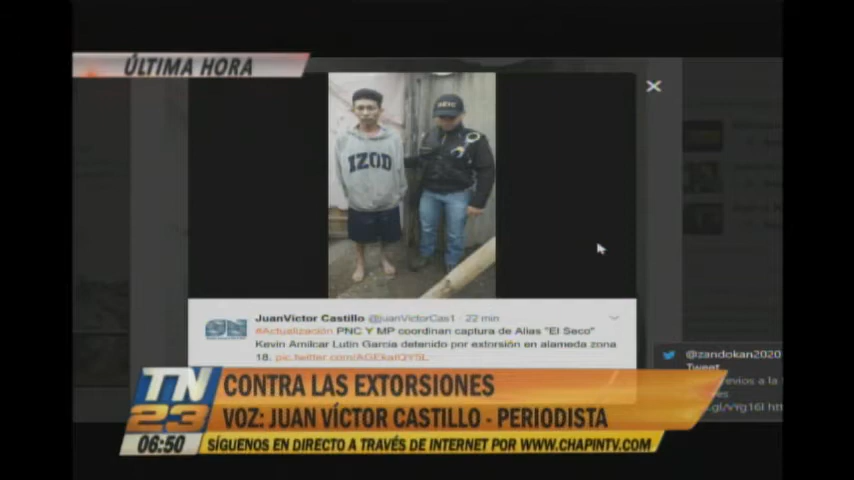 ÚLTIMA HORA
IZOD
JuanVictor Castillo @juanVictorCas1 · 22 min
#Actualización PNC Y MP coordinan captura de Alias "El Seco"
Kevin Amilcar Lutin Garcia detenido por extorsión en alameda zona
18. pic.twitter.com/AGEkaIQY5L
@zandokan2020
Tweet
TN
23
06:50
CONTRA LAS EXTORSIONES
VOZ: JUAN VÍCTOR CASTILLO - PERIODISTA
SÍGUENOS EN DIRECTO A TRAVÉS DE INTERNET POR WWW.CHAPINTV.COM